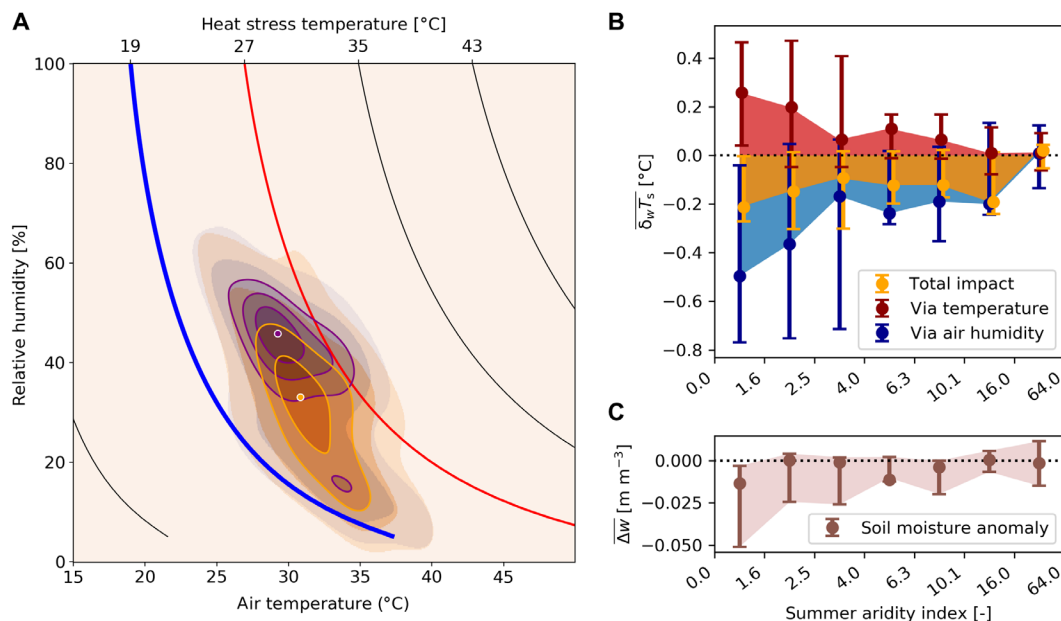 A
Heat stress temperature [°C]
19 27 35 43
100
80
60
40
20
0
Relative humidity [%]
15 20 25 30 35 40 45
Air temperature (°C)
B
0.4
0.2
0.0
−0.2
−0.4
−0.6
−0.8
δwTs [°C]
Total impact
Via temperature
Via air humidity
0.0 1.6 2.5 4.0 6.3 10.1 16.0 64.0
C
0.000
−0.025
−0.050
Δw [m m⁻³]
Soil moisture anomaly
0.0 1.6 2.5 4.0 6.3 10.1 16.0 64.0
Summer aridity index [-]